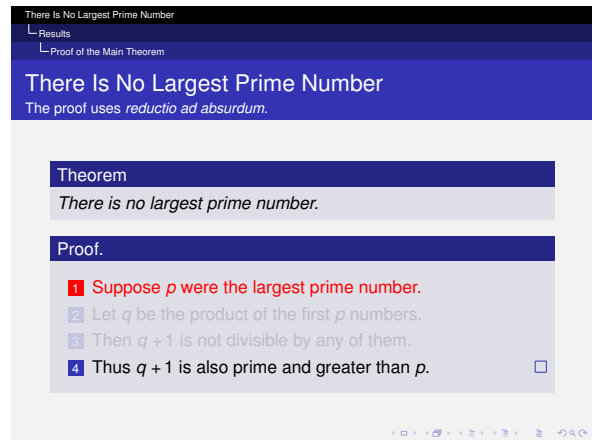 There Is No Largest Prime Number
Results
Proof of the Main Theorem
There Is No Largest Prime Number
The proof uses reductio ad absurdum.
Theorem
There is no largest prime number.
Proof.
1 Suppose p were the largest prime number.
2 Let q be the product of the first p numbers.
3 Then q + 1 is not divisible by any of them.
4 Thus q + 1 is also prime and greater than p.